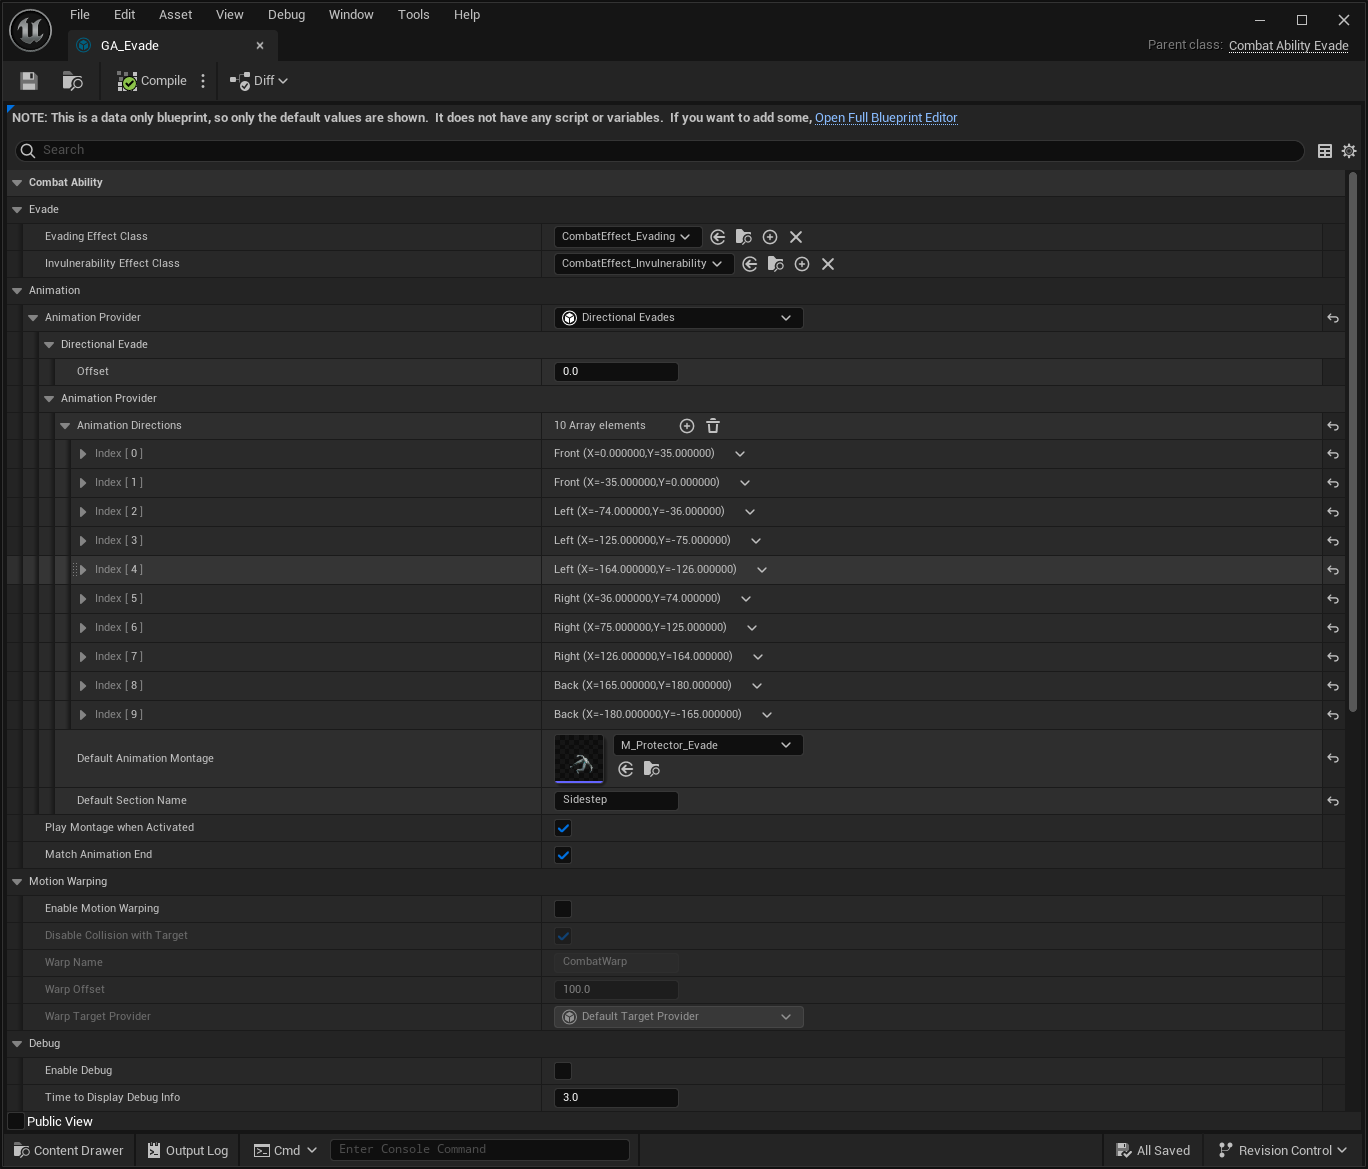 File Edit Asset View Debug Window Tools Help
GA_Evade
Parent class: Combat Ability Evade
Compile Diff
NOTE: This is a data only blueprint, so only the default values are shown.  It does not have any script or variables.  If you want to add some, Open Full Blueprint Editor
Search
Combat Ability
Evade
Evading Effect Class CombatEffect_Evading
Invulnerability Effect Class CombatEffect_Invulnerability
Animation
Animation Provider Directional Evades
Directional Evade
Offset 0.0
Animation Provider
Animation Directions 10 Array elements
Index [ 0 ] Front (X=0.000000,Y=35.000000)
Index [ 1 ] Front (X=-35.000000,Y=0.000000)
Index [ 2 ] Left (X=-74.000000,Y=-36.000000)
Index [ 3 ] Left (X=-125.000000,Y=-75.000000)
Index [ 4 ] Left (X=-164.000000,Y=-126.000000)
Index [ 5 ] Right (X=36.000000,Y=74.000000)
Index [ 6 ] Right (X=75.000000,Y=125.000000)
Index [ 7 ] Right (X=126.000000,Y=164.000000)
Index [ 8 ] Back (X=165.000000,Y=180.000000)
Index [ 9 ] Back (X=-180.000000,Y=-165.000000)
Default Animation Montage M_Protector_Evade
Default Section Name Sidestep
Play Montage when Activated
Match Animation End
Motion Warping
Enable Motion Warping
Disable Collision with Target
Warp Name CombatWarp
Warp Offset 100.0
Warp Target Provider Default Target Provider
Debug
Enable Debug
Time to Display Debug Info 3.0
Public View
Content Drawer Output Log Cmd Enter Console Command All Saved Revision Control